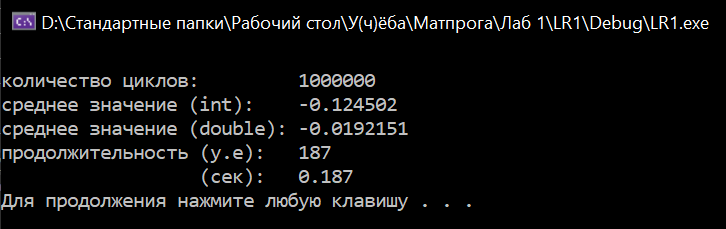 D:\Стандартные папки\Рабочий стол\У(ч)ёба\Матпрога\Лаб 1\LR1\Debug\LR1.exe
количество циклов: 1000000
среднее значение (int): -0.124502
среднее значение (double): -0.0192151
продолжительность (у.е): 187
(сек): 0.187
Для продолжения нажмите любую клавишу . . .